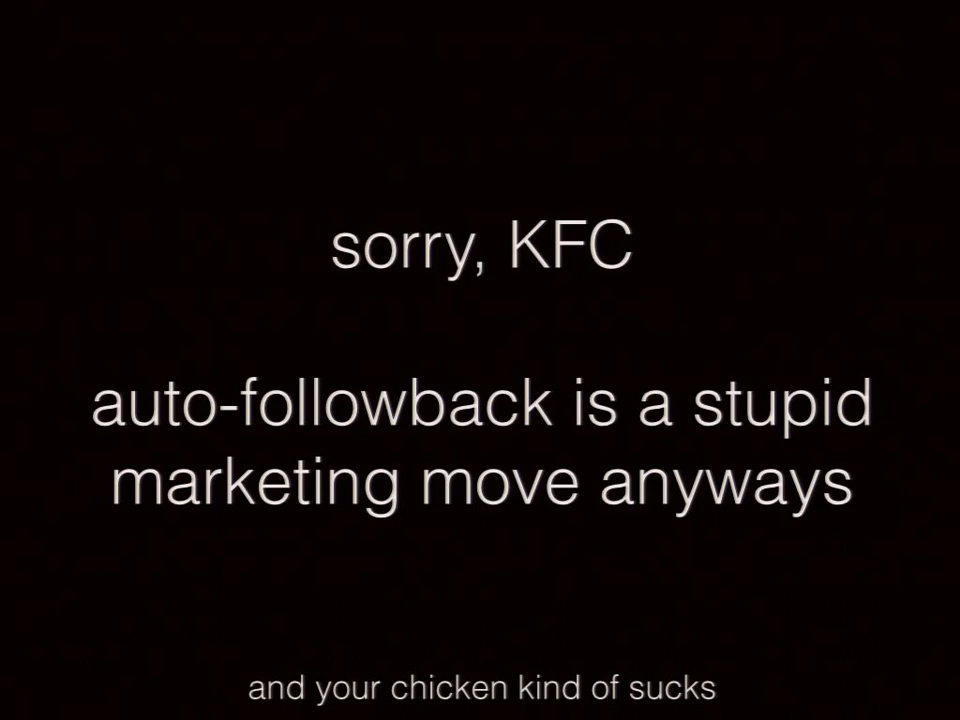 sorry, KFC
auto-followback is a stupid
marketing move anyways
and your chicken kind of sucks